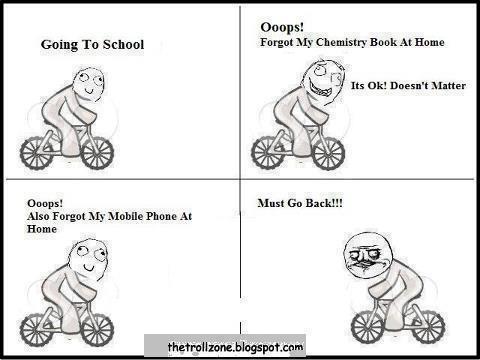 Going To School
Ooops!
Forgot My Chemistry Book At Home
Its Ok! Doesn't Matter
Ooops!
Also Forgot My Mobile Phone At
Home
Must Go Back!!!
thetrollzone.blogspot.com